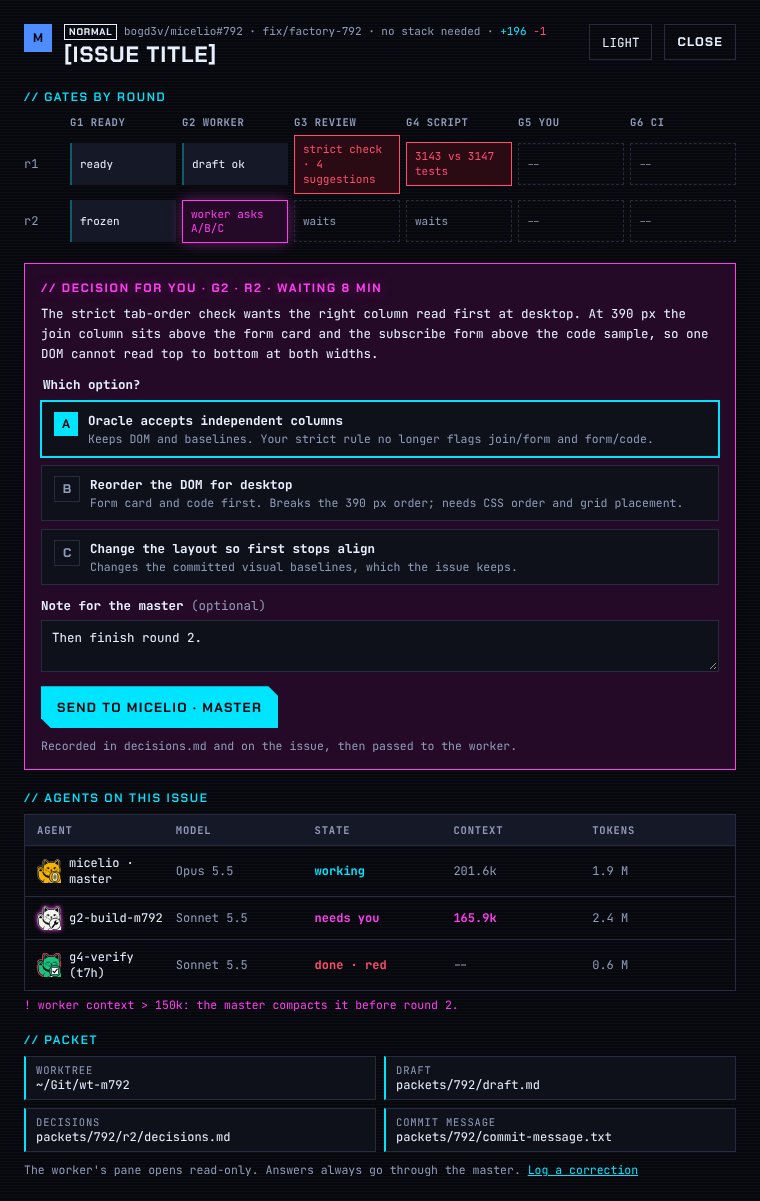 M
NORMAL bogd3v/micelio#792 · fix/factory-792 · no stack needed · +196 -1
[ISSUE TITLE]
LIGHT
CLOSE
// GATES BY ROUND
G1 READY G2 WORKER G3 REVIEW G4 SCRIPT G5 YOU G6 CI
r1
ready
draft ok
strict check
· 4
suggestions
3143 vs 3147
tests
--
--
r2
frozen
worker asks
A/B/C
waits
waits
--
--
// DECISION FOR YOU · G2 · R2 · WAITING 8 MIN
The strict tab-order check wants the right column read first at desktop. At 390 px the
join column sits above the form card and the subscribe form above the code sample, so one
DOM cannot read top to bottom at both widths.
Which option?
A
Oracle accepts independent columns
Keeps DOM and baselines. Your strict rule no longer flags join/form and form/code.
B
Reorder the DOM for desktop
Form card and code first. Breaks the 390 px order; needs CSS order and grid placement.
C
Change the layout so first stops align
Changes the committed visual baselines, which the issue keeps.
Note for the master (optional)
Then finish round 2.
SEND TO MICELIO · MASTER
Recorded in decisions.md and on the issue, then passed to the worker.
// AGENTS ON THIS ISSUE
AGENT MODEL STATE CONTEXT TOKENS
micelio ·
master
Opus 5.5 working 201.6k 1.9 M
g2-build-m792 Sonnet 5.5 needs you 165.9k 2.4 M
g4-verify
(t7h)
Sonnet 5.5 done · red -- 0.6 M
! worker context > 150k: the master compacts it before round 2.
// PACKET
WORKTREE
~/Git/wt-m792
DRAFT
packets/792/draft.md
DECISIONS
packets/792/r2/decisions.md
COMMIT MESSAGE
packets/792/commit-message.txt
The worker's pane opens read-only. Answers always go through the master. Log a correction